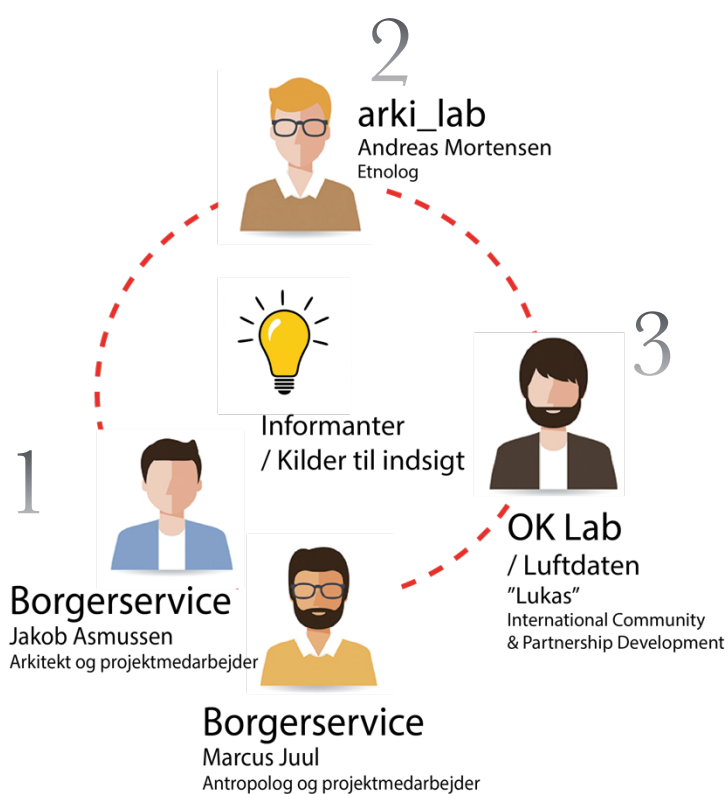 2
arki_lab
Andreas Mortensen
Etnolog
3
Informanter
/ Kilder til indsigt
1
OK Lab
/ Luftdaten
"Lukas"
International Community
& Partnership Development
Borgerservice
Jakob Asmussen
Arkitekt og projektmedarbejder
Borgerservice
Marcus Juul
Antropolog og projektmedarbejder